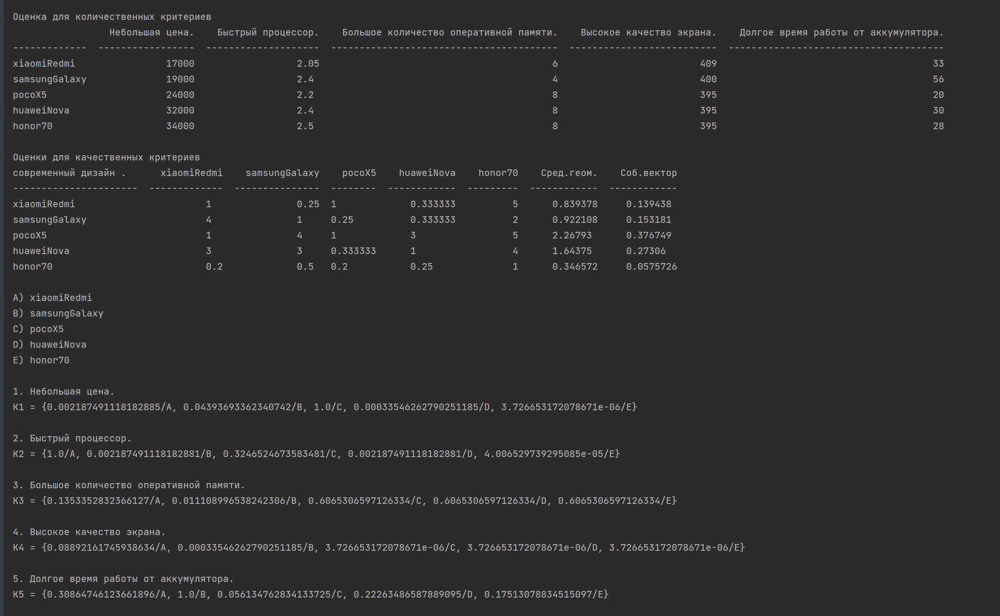 Оценка для количественных критериев
Небольшая цена. Быстрый процессор. Большое количество оперативной памяти. Высокое качество экрана. Долгое время работы от аккумулятора.
------------- ----------------- -------------------- ---------------------------------------- -------------------------- --------------------------------------
xiaomiRedmi 17000 2.05 6 409 33
samsungGalaxy 19000 2.4 4 400 56
pocoX5 24000 2.2 8 395 20
huaweiNova 32000 2.4 8 395 30
honor70 34000 2.5 8 395 28
Оценки для качественных критериев
современный дизайн . xiaomiRedmi samsungGalaxy pocoX5 huaweiNova honor70 Сред.геом. Соб.вектор
---------------------- ------------- --------------- -------- ------------ --------- ------------ ------------
xiaomiRedmi 1 0.25 1 0.333333 5 0.839378 0.139438
samsungGalaxy 4 1 0.25 0.333333 2 0.922108 0.153181
pocoX5 1 4 1 3 5 2.26793 0.376749
huaweiNova 3 3 0.333333 1 4 1.64375 0.27306
honor70 0.2 0.5 0.2 0.25 1 0.346572 0.0575726
A) xiaomiRedmi
B) samsungGalaxy
C) pocoX5
D) huaweiNova
E) honor70
1. Небольшая цена.
K1 = {0.002187491118182885/A, 0.04393693362340742/B, 1.0/C, 0.00033546262790251185/D, 3.726653172078671e-06/E}
2. Быстрый процессор.
K2 = {1.0/A, 0.002187491118182881/B, 0.3246524673583481/C, 0.002187491118182881/D, 4.006529739295085e-05/E}
3. Большое количество оперативной памяти.
K3 = {0.1353352832366127/A, 0.011108996538242306/B, 0.6065306597126334/C, 0.6065306597126334/D, 0.6065306597126334/E}
4. Высокое качество экрана.
K4 = {0.08892161745938634/A, 0.00033546262790251185/B, 3.726653172078671e-06/C, 3.726653172078671e-06/D, 3.726653172078671e-06/E}
5. Долгое время работы от аккумулятора.
K5 = {0.30864746123661896/A, 1.0/B, 0.056134762834133725/C, 0.22263486587889095/D, 0.17513078834515097/E}